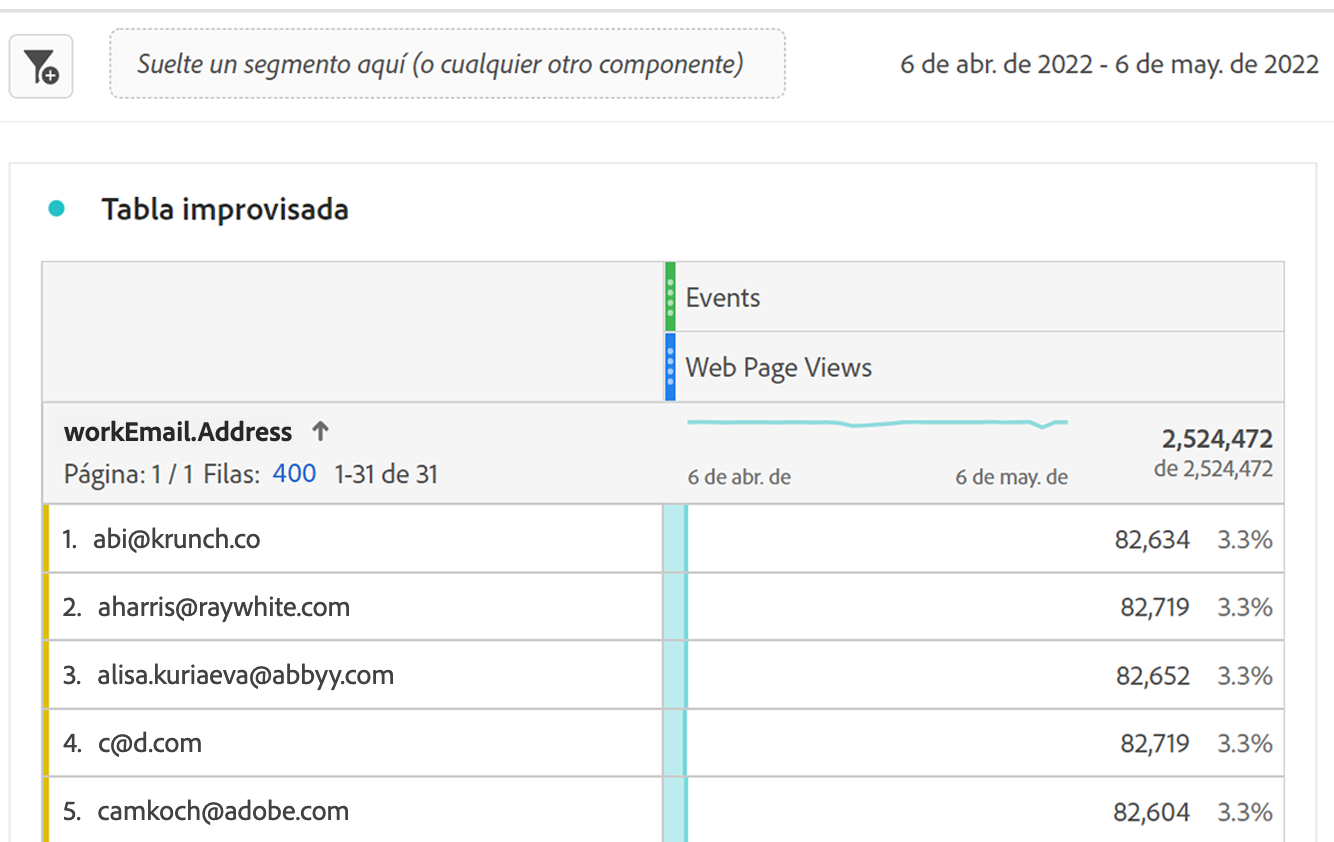 Suelte un segmento aquí (o cualquier otro componente)
6 de abr. de 2022 - 6 de may. de 2022
Tabla improvisada
Events
Web Page Views
workEmail.Address ↑
Página: 1 / 1 Filas: 400 1-31 de 31
6 de abr. de
6 de may. de
2,524,472
de 2,524,472
1. abi@krunch.co 82,634 3.3%
2. aharris@raywhite.com 82,719 3.3%
3. alisa.kuriaeva@abbyy.com 82,652 3.3%
4. c@d.com 82,719 3.3%
5. camkoch@adobe.com 82,604 3.3%